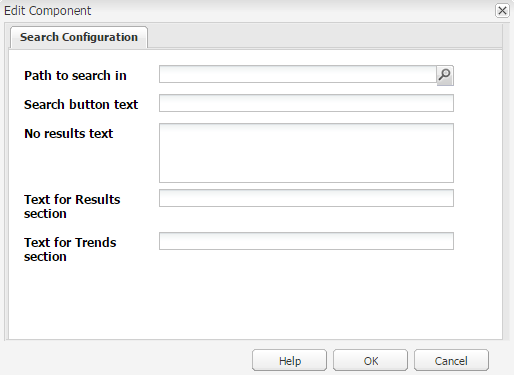 Edit Component
Search Configuration
Path to search in
Search button text
No results text
Text for Results
section
Text for Trends
section
Help
OK
Cancel